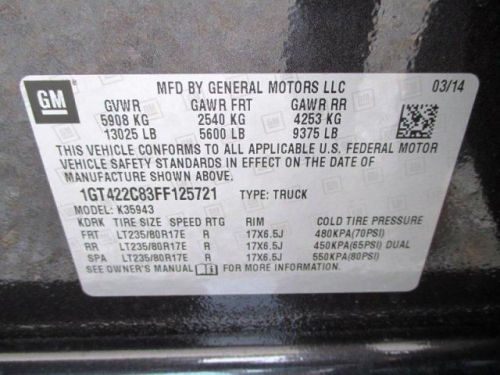 GM
MFD BY GENERAL MOTORS LLC 03/14
GVWR GAWR FRT GAWR RR
5908 KG 2540 KG 4253 KG
13025 LB 5600 LB 9375 LB
THIS VEHICLE CONFORMS TO ALL APPLICABLE U.S. FEDERAL MOTOR
VEHICLE SAFETY STANDARDS IN EFFECT ON THE DATE OF
MANUFACTURE SHOWN ABOVE.
1GT422C83FF125721 TYPE: TRUCK
MODEL: K35943
KDRK TIRE SIZE SPEED RTG RIM COLD TIRE PRESSURE
FRT LT235/80R17E R 17X6.5J 480KPA(70PSI)
RR LT235/80R17E R 17X6.5J 450KPA(65PSI) DUAL
SPA LT235/80R17E R 17X6.5J 550KPA(80PSI)
SEE OWNER'S MANUAL FOR MORE INFORMATION.